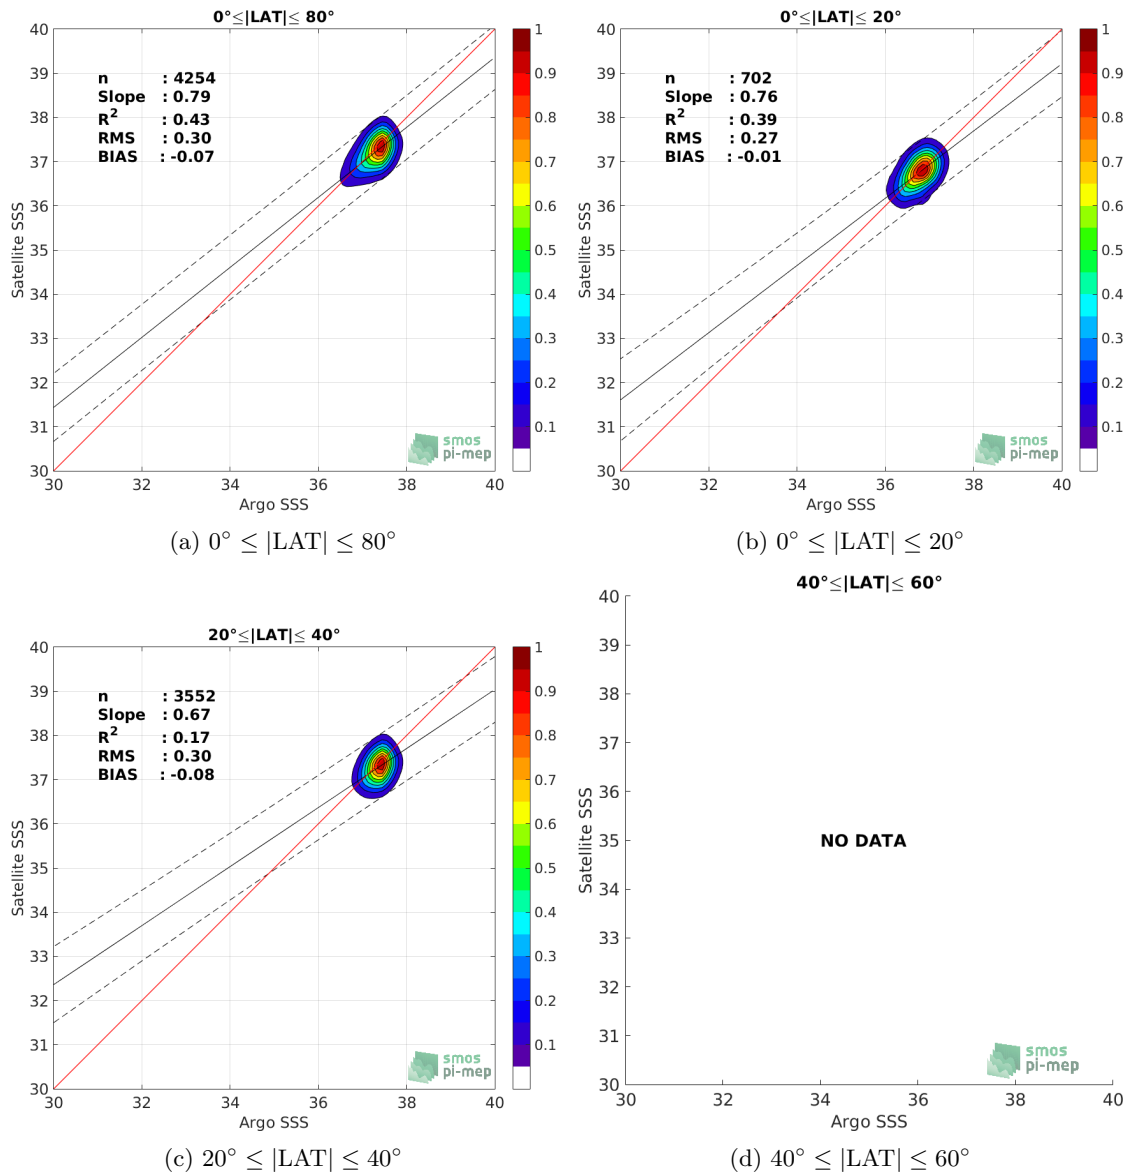 0°≤|LAT|≤ 80°
40
39
38
37
36
35
34
33
32
31
30
Satellite SSS
n : 4254
Slope : 0.79
R² : 0.43
RMS : 0.30
BIAS : -0.07
1
0.9
0.8
0.7
0.6
0.5
0.4
0.3
0.2
0.1
smos
pi-mep
30 32 34 36 38 40
Argo SSS
(a) 0° ≤ |LAT| ≤ 80°
0°≤|LAT|≤ 20°
40
39
38
37
36
35
34
33
32
31
30
Satellite SSS
n : 702
Slope : 0.76
R² : 0.39
RMS : 0.27
BIAS : -0.01
1
0.9
0.8
0.7
0.6
0.5
0.4
0.3
0.2
0.1
smos
pi-mep
30 32 34 36 38 40
Argo SSS
(b) 0° ≤ |LAT| ≤ 20°
20°≤|LAT|≤ 40°
40
39
38
37
36
35
34
33
32
31
30
Satellite SSS
n : 3552
Slope : 0.67
R² : 0.17
RMS : 0.30
BIAS : -0.08
1
0.9
0.8
0.7
0.6
0.5
0.4
0.3
0.2
0.1
smos
pi-mep
30 32 34 36 38 40
Argo SSS
(c) 20° ≤ |LAT| ≤ 40°
40°≤|LAT|≤ 60°
40
39
38
37
36
35
34
33
32
31
30
Satellite SSS
NO DATA
smos
pi-mep
30 32 34 36 38 40
Argo SSS
(d) 40° ≤ |LAT| ≤ 60°